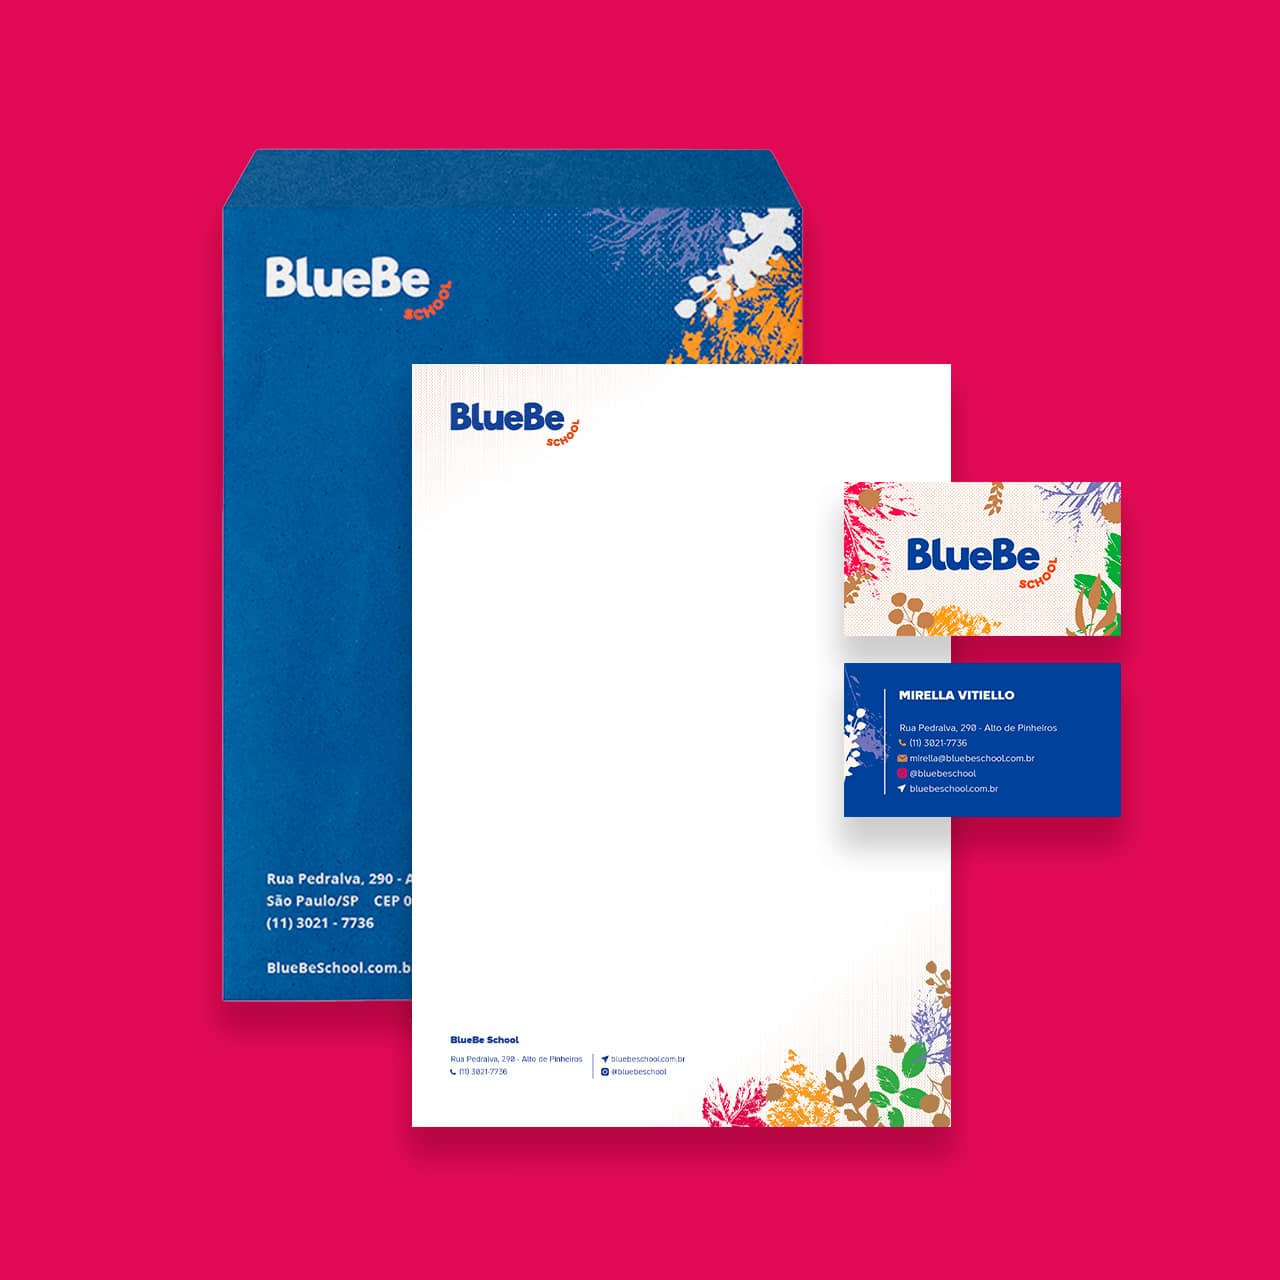 BlueBe
SCHOOL
Rua Pedralva, 290 -
São Paulo/SP CEP
(11) 3021 - 7736
BlueBeSchool.com.b
BlueBe
SCHOOL
BlueBe School
Rua Pedralva, 290 - Alto de Pinheiros
(11) 3021-7736
bluebeschool.com.br
@bluebeschool
BlueBe
SCHOOL
MIRELLA VITIELLO
Rua Pedralva, 290 - Alto de Pinheiros
(11) 3021-7736
mirella@bluebeschool.com.br
@bluebeschool
bluebeschool.com.br